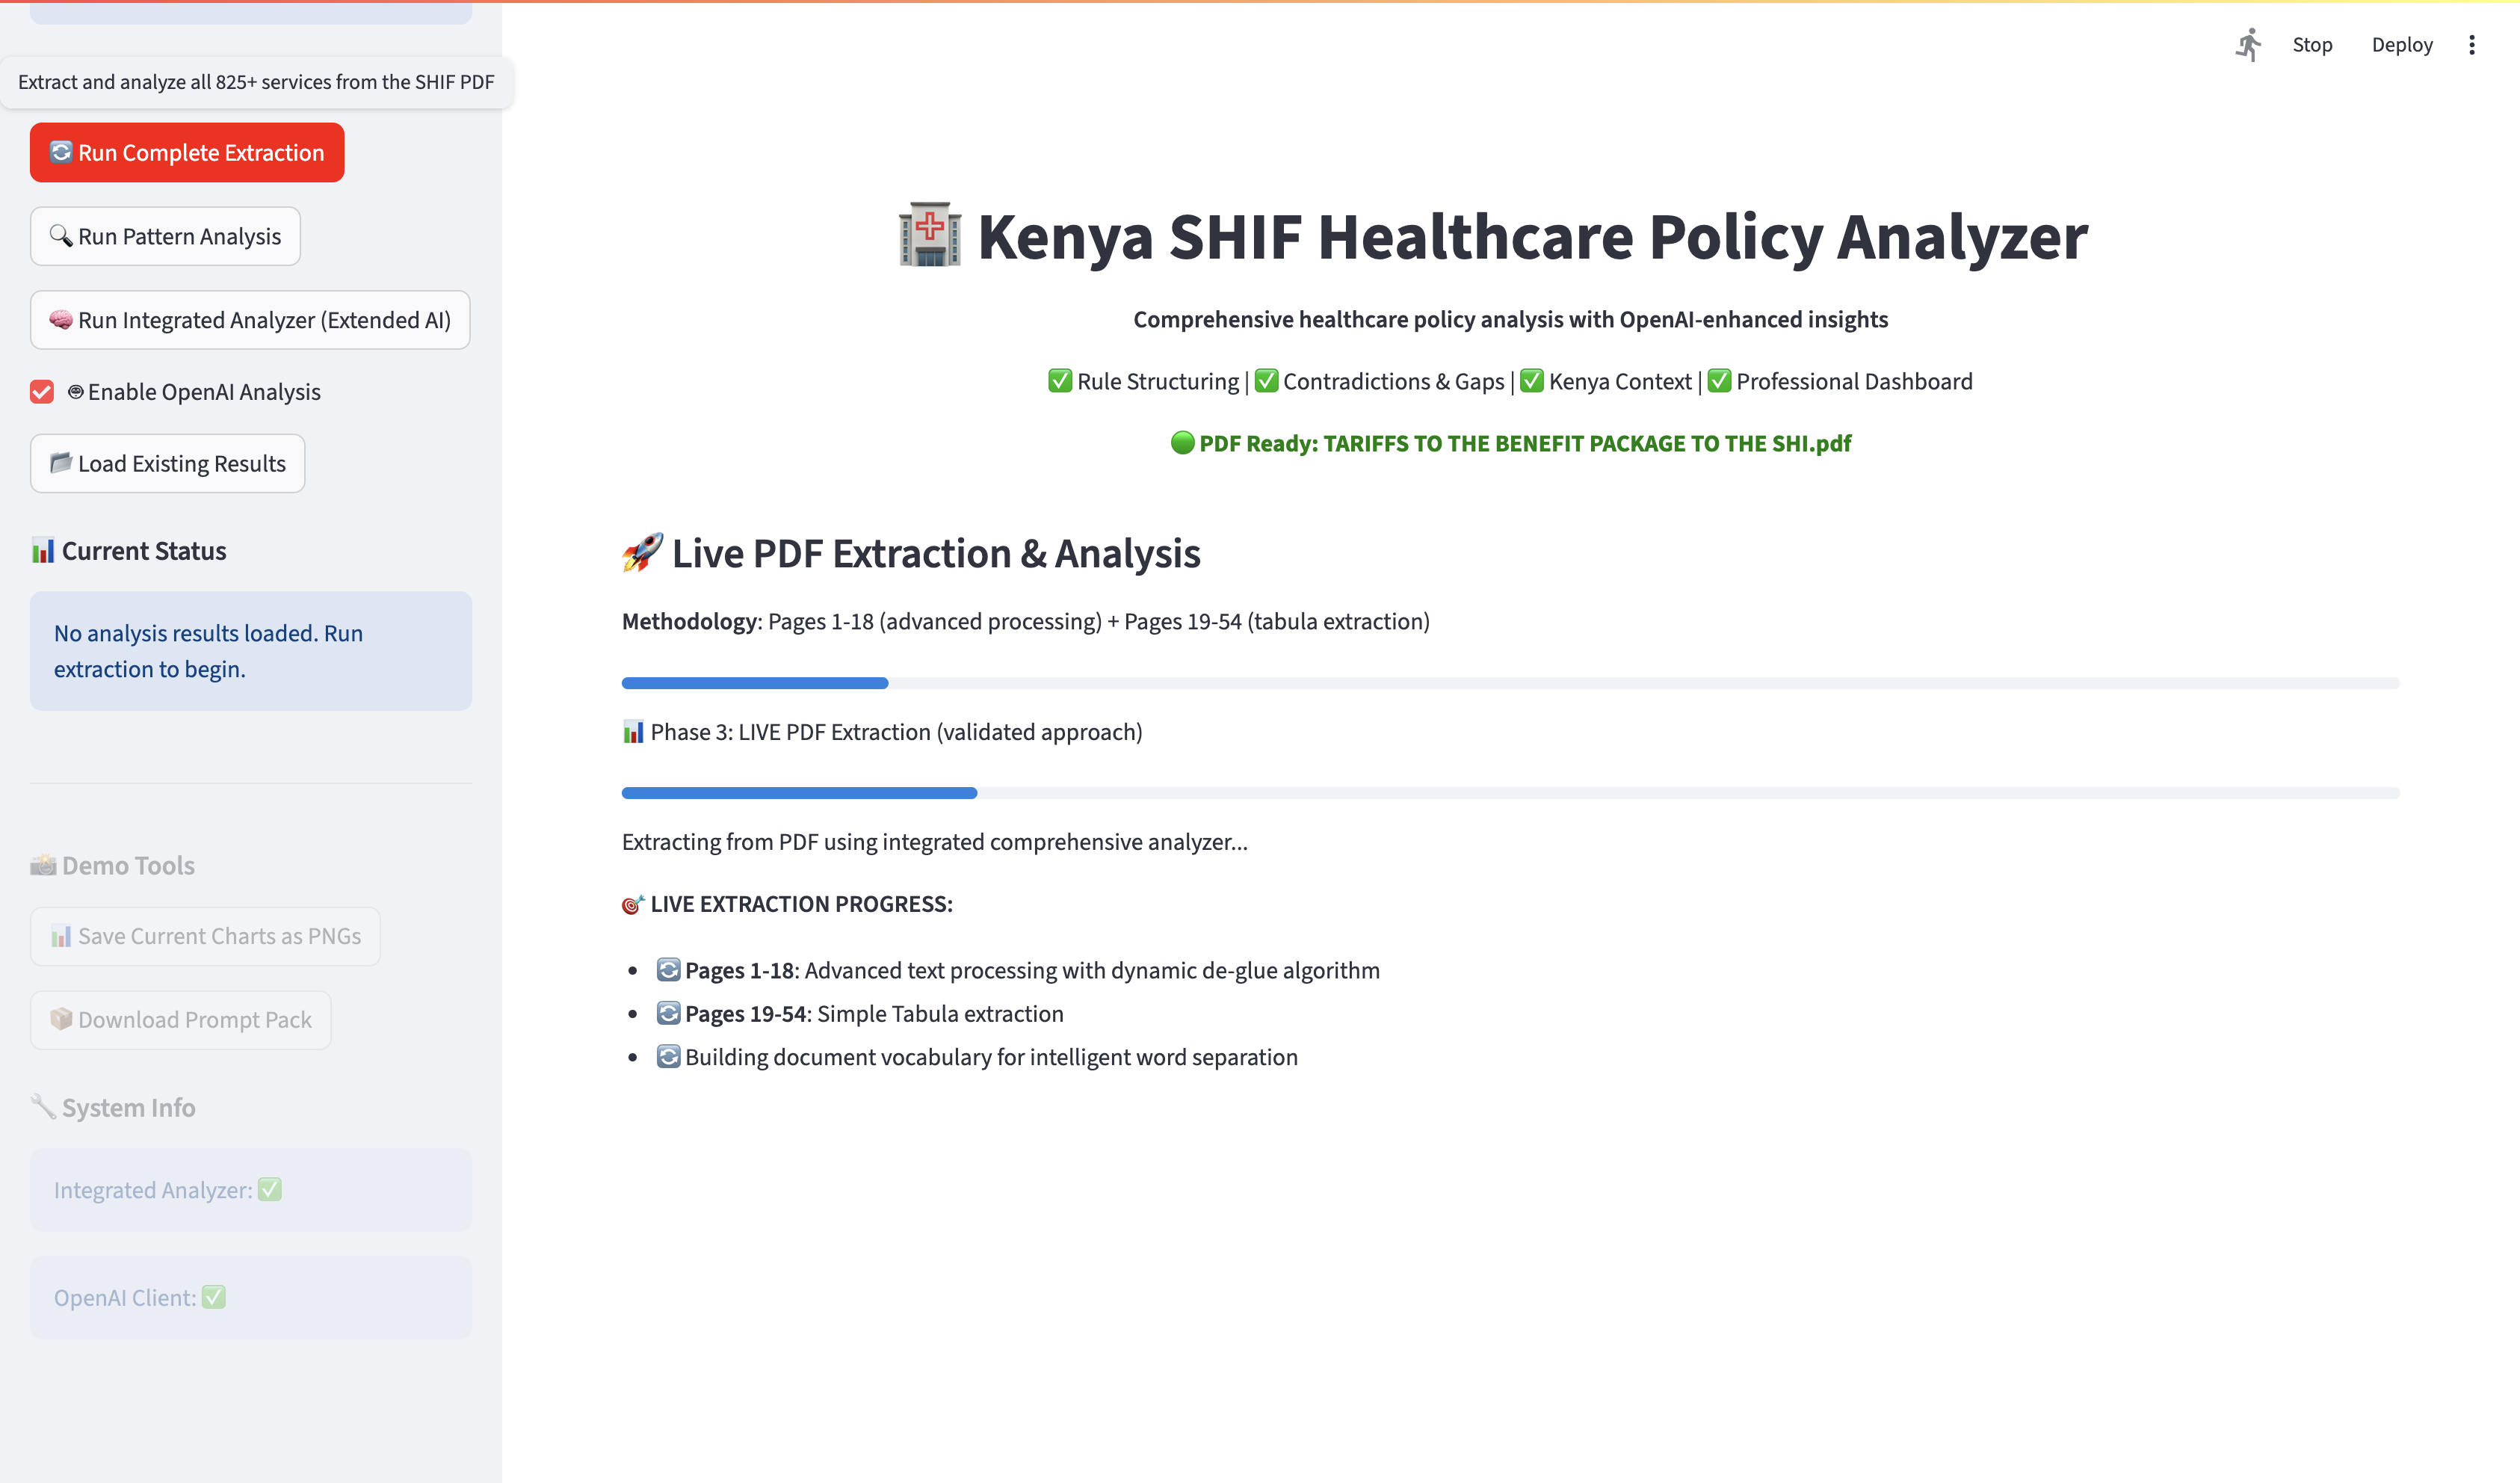 Extract and analyze all 825+ services from the SHIF PDF
Run Complete Extraction
Run Pattern Analysis
Run Integrated Analyzer (Extended AI)
Enable OpenAI Analysis
Load Existing Results
Current Status
No analysis results loaded. Run
extraction to begin.
Demo Tools
Save Current Charts as PNGs
Download Prompt Pack
System Info
Integrated Analyzer: ✅
OpenAI Client: ✅
Stop
Deploy
Kenya SHIF Healthcare Policy Analyzer
Comprehensive healthcare policy analysis with OpenAI-enhanced insights
✅ Rule Structuring | ✅ Contradictions & Gaps | ✅ Kenya Context | ✅ Professional Dashboard
PDF Ready: TARIFFS TO THE BENEFIT PACKAGE TO THE SHI.pdf
Live PDF Extraction & Analysis
Methodology: Pages 1-18 (advanced processing) + Pages 19-54 (tabula extraction)
Phase 3: LIVE PDF Extraction (validated approach)
Extracting from PDF using integrated comprehensive analyzer...
LIVE EXTRACTION PROGRESS:
Pages 1-18: Advanced text processing with dynamic de-glue algorithm
Pages 19-54: Simple Tabula extraction
Building document vocabulary for intelligent word separation